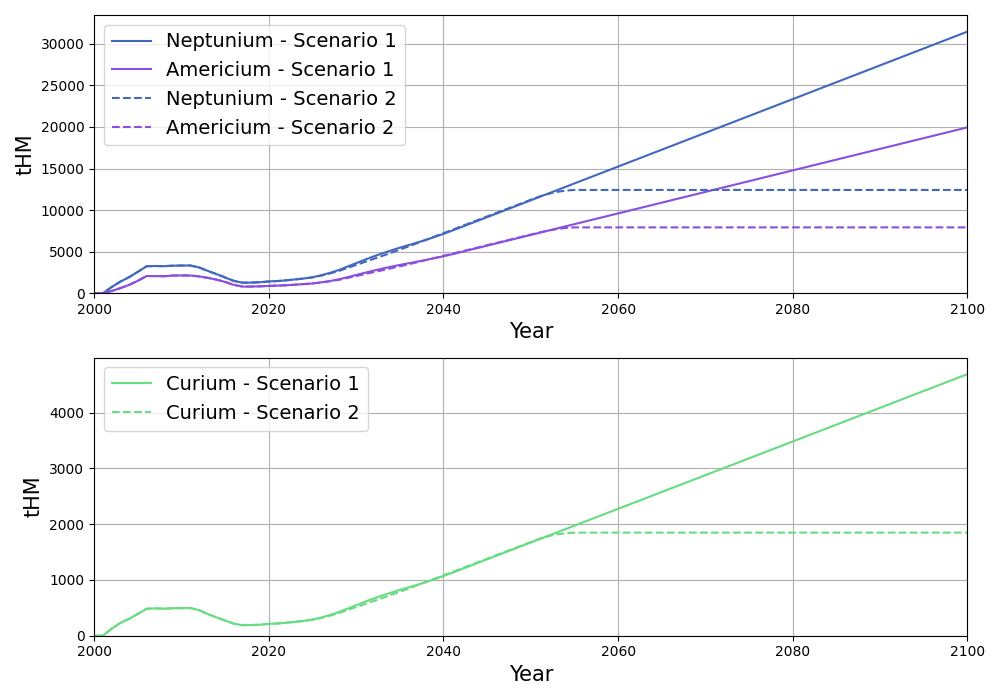 30000
25000
20000
15000
10000
5000
0
tHM
Neptunium - Scenario 1
Americium - Scenario 1
Neptunium - Scenario 2
Americium - Scenario 2
2000 2020 2040 2060 2080 2100
Year
4000
3000
2000
1000
0
tHM
Curium - Scenario 1
Curium - Scenario 2
2000 2020 2040 2060 2080 2100
Year